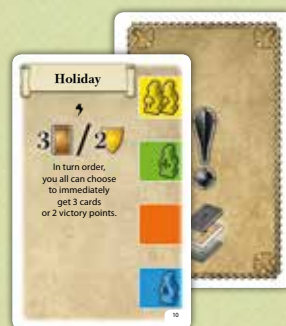 Holiday
3 / 2
In turn order,
you all can choose
to immediately
get 3 cards
or 2 victory points.
10